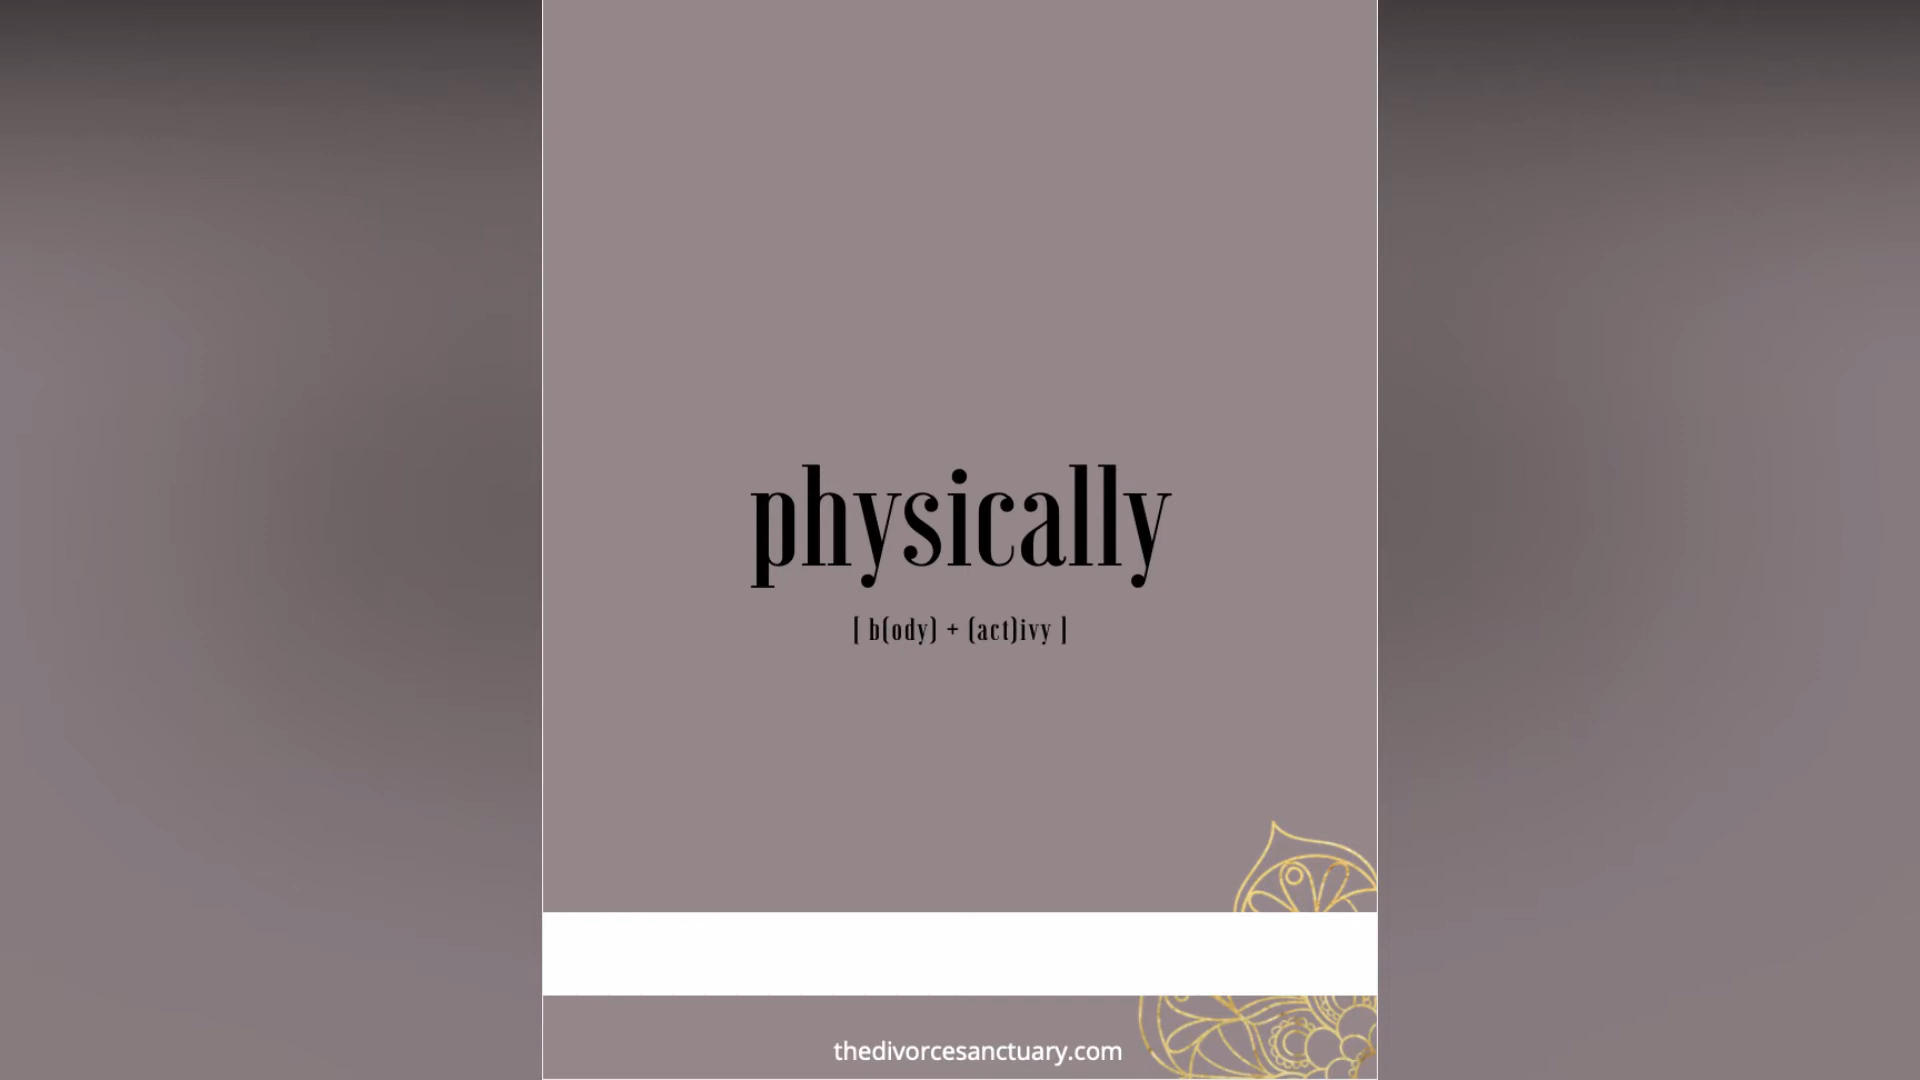 physically
[ b(ody) + (act)ivy ]
thedivorcesanctuary.com